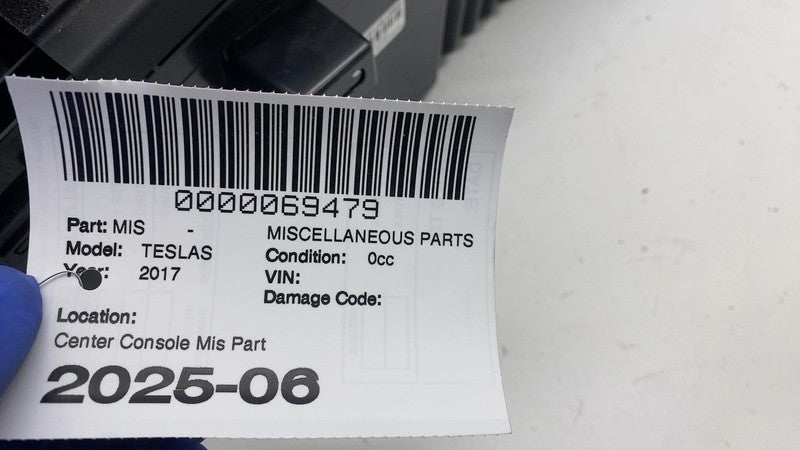 0000069479
Part: MIS - MISCELLANEOUS PARTS
Model: TESLAS Condition: 0cc
Year: 2017 VIN:
Damage Code:
Location:
Center Console Mis Part
2025-06